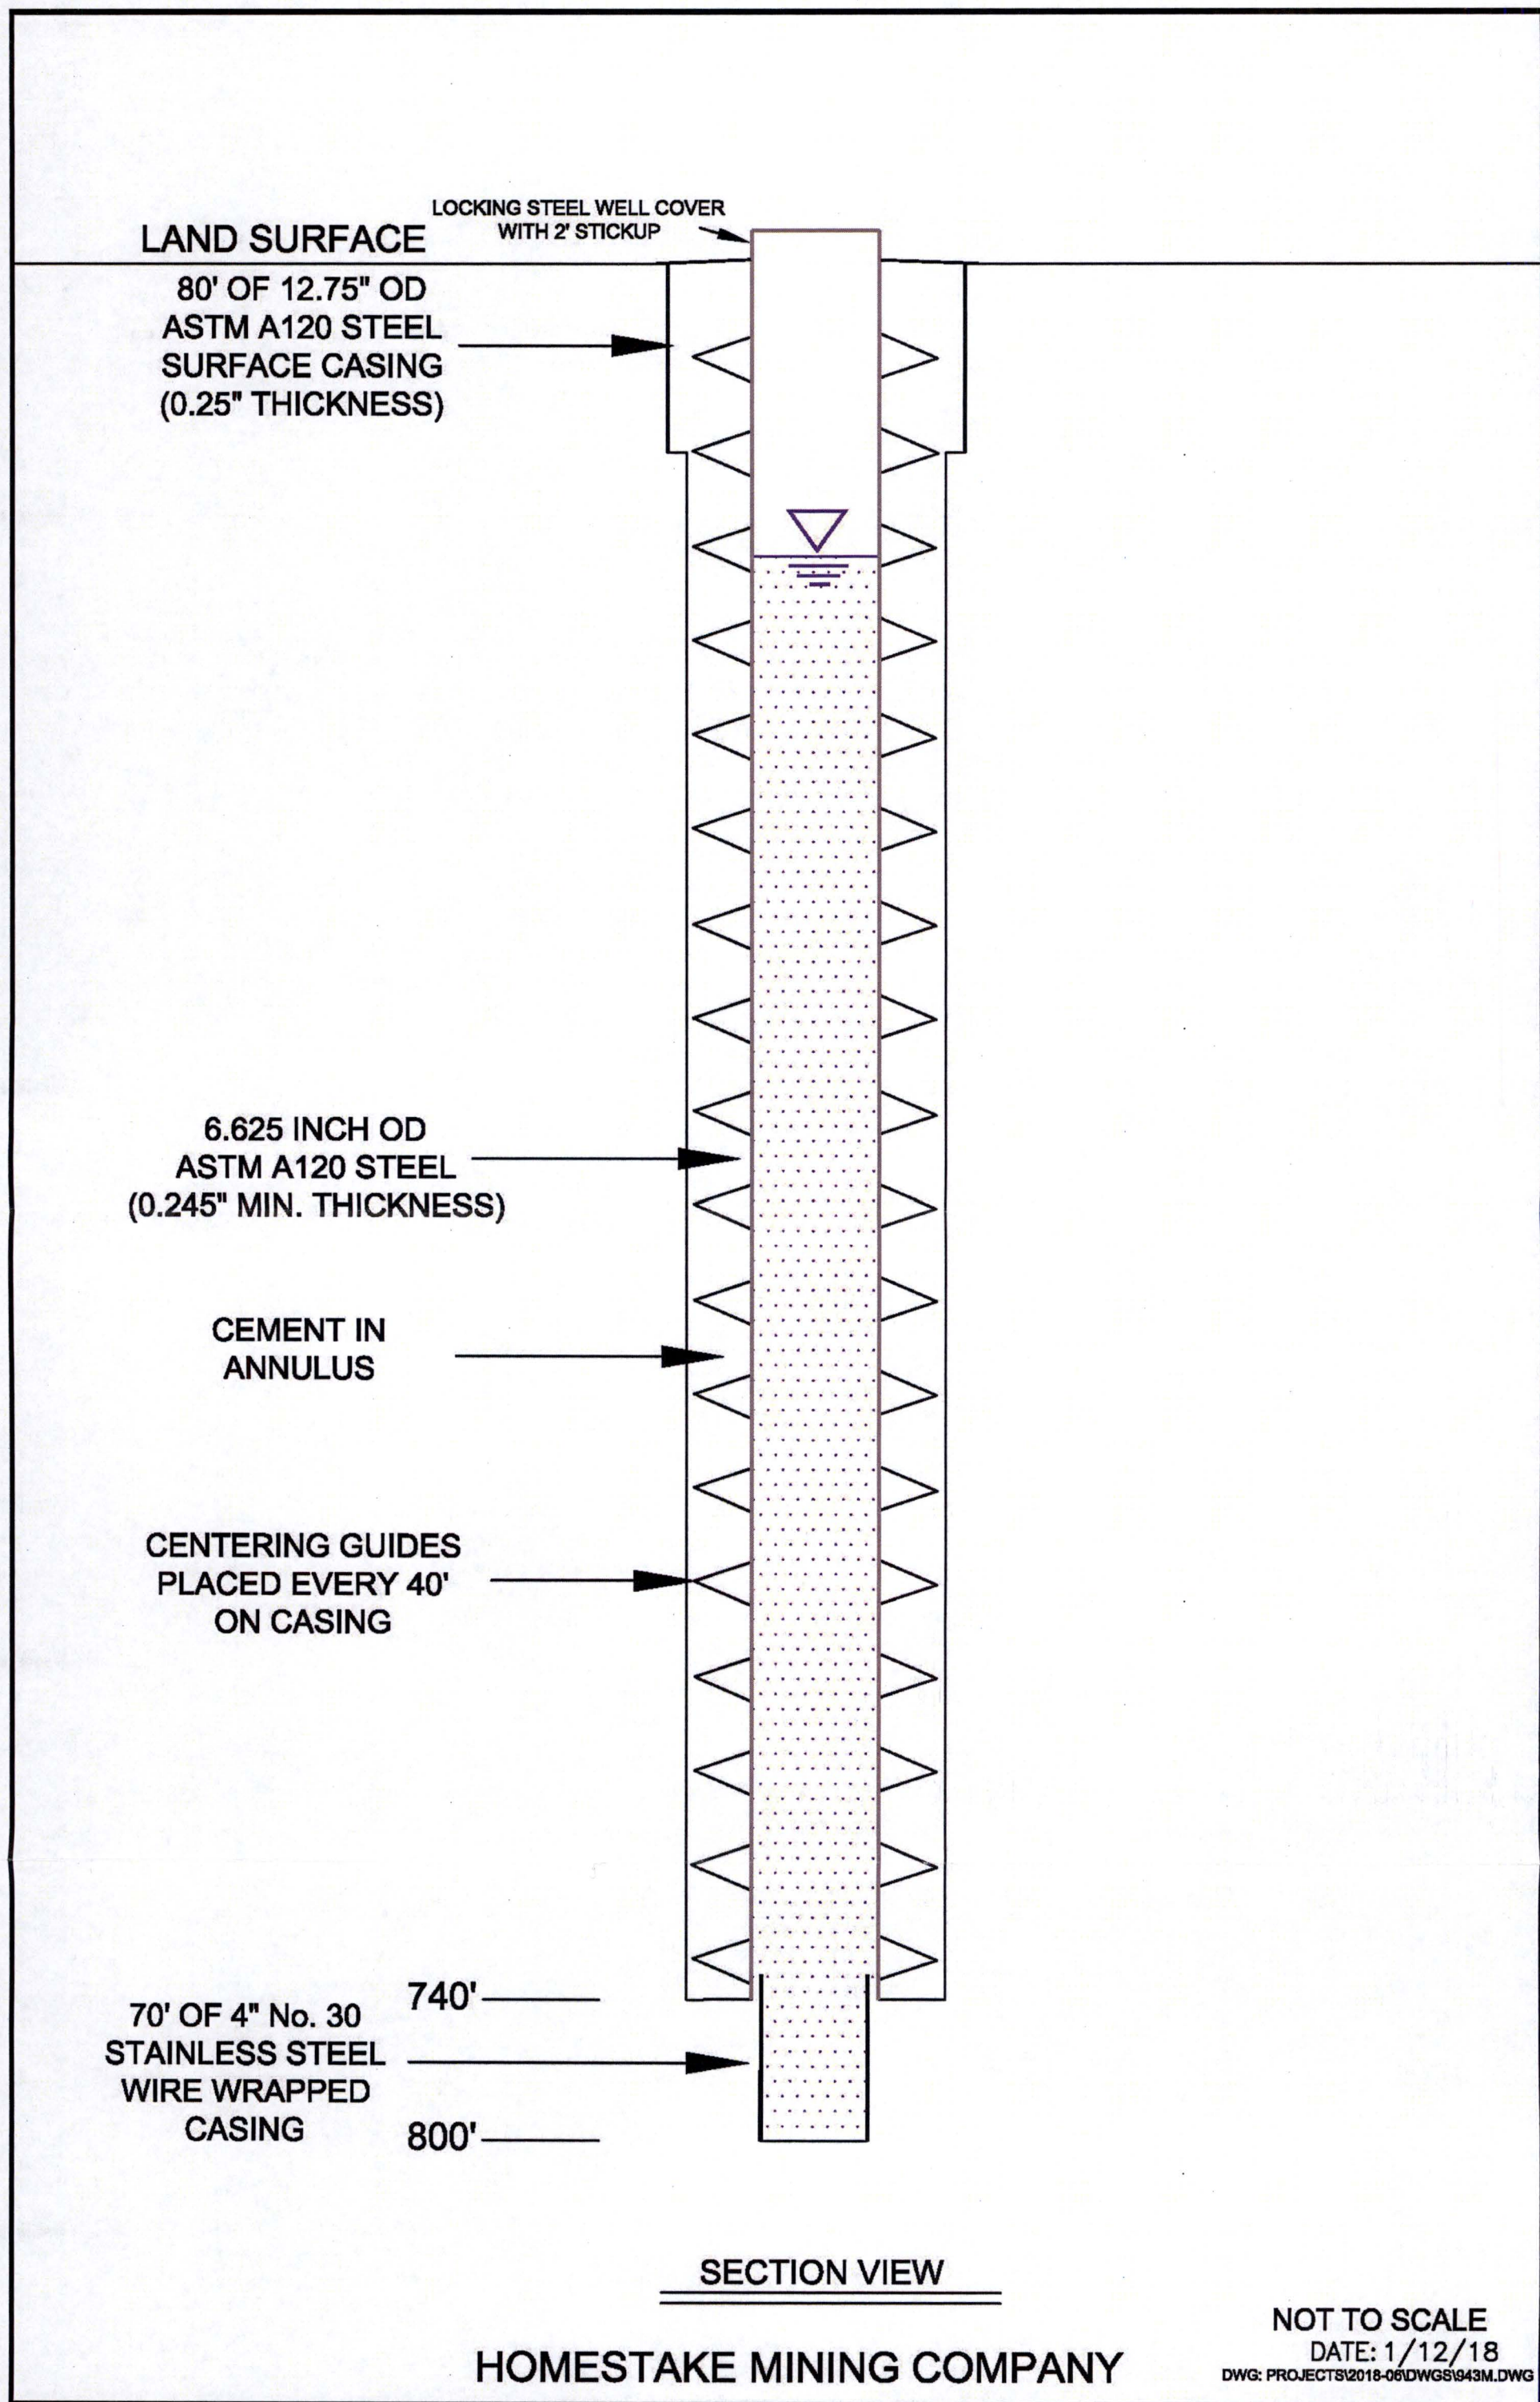 LOCKING STEEL WELL COVER
WITH 2' STICKUP
LAND SURFACE
80' OF 12.75" OD
ASTM A120 STEEL
SURFACE CASING
(0.25" THICKNESS)
6.625 INCH OD
ASTM A120 STEEL
(0.245" MIN. THICKNESS)
CEMENT IN
ANNULUS
CENTERING GUIDES
PLACED EVERY 40'
ON CASING
740'
70' OF 4" No. 30
STAINLESS STEEL
WIRE WRAPPED
CASING
800'
SECTION VIEW
HOMESTAKE MINING COMPANY
NOT TO SCALE
DATE: 1/12/18
DWG: PROJECTS\2018-06\DWGS\943M.DWG